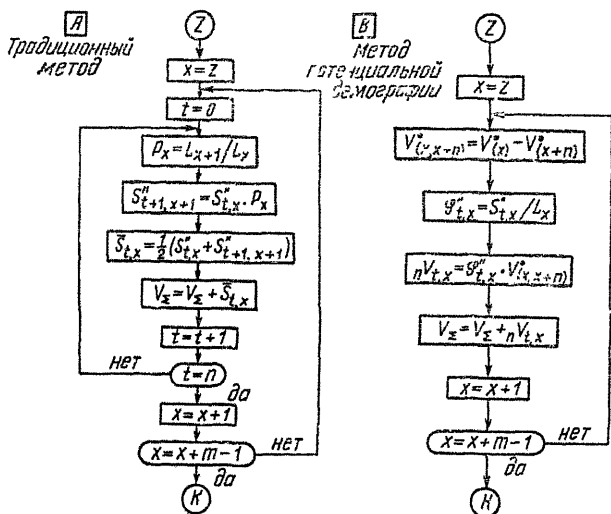 A
Традиционный
метод
Z
x=z
t=0
p_x=L_{x+1}/L_x
S"_{t+1,x+1}=S"_{t,x}·p_x
S̄_{t,x}=½(S"_{t,x}+S"_{t+1,x+1})
V_Σ=V_Σ+S̄_{t,x}
t=t+1
нет
t=n
да
x=x+1
x=x+m-1
нет
да
К
В
Метод
потенциальной
демографии
Z
x=z
V*_{(x,x+n)}=V*_{(x)}-V*_{(x+n)}
𝒫"_{t,x}=S"_{t,x}/L_x
_nV_{t,x}=𝒫"_{t,x}·V*_{(x,x+n)}
V_Σ=V_Σ+_nV_{t,x}
x=x+1
x=x+m-1
нет
да
К